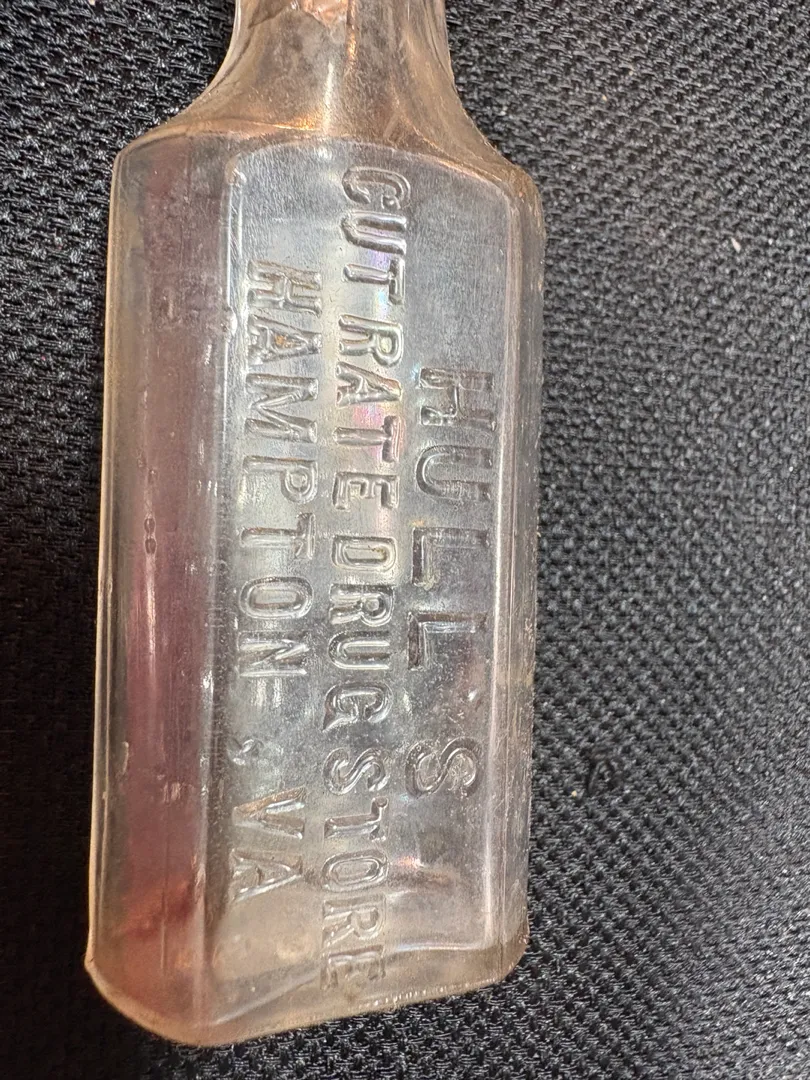 HULL'S
CUT RATE DRUG STORE
HAMPTON, VA